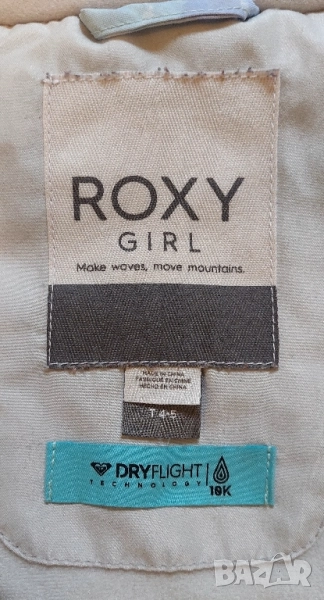 ROXY
GIRL
Make waves, move mountains.
MADE IN CHINA
FABRIQUÉ EN CHINE
HECHO EN CHINA
T 4-5
DRYFLIGHT
TECHNOLOGY
10K
bazar